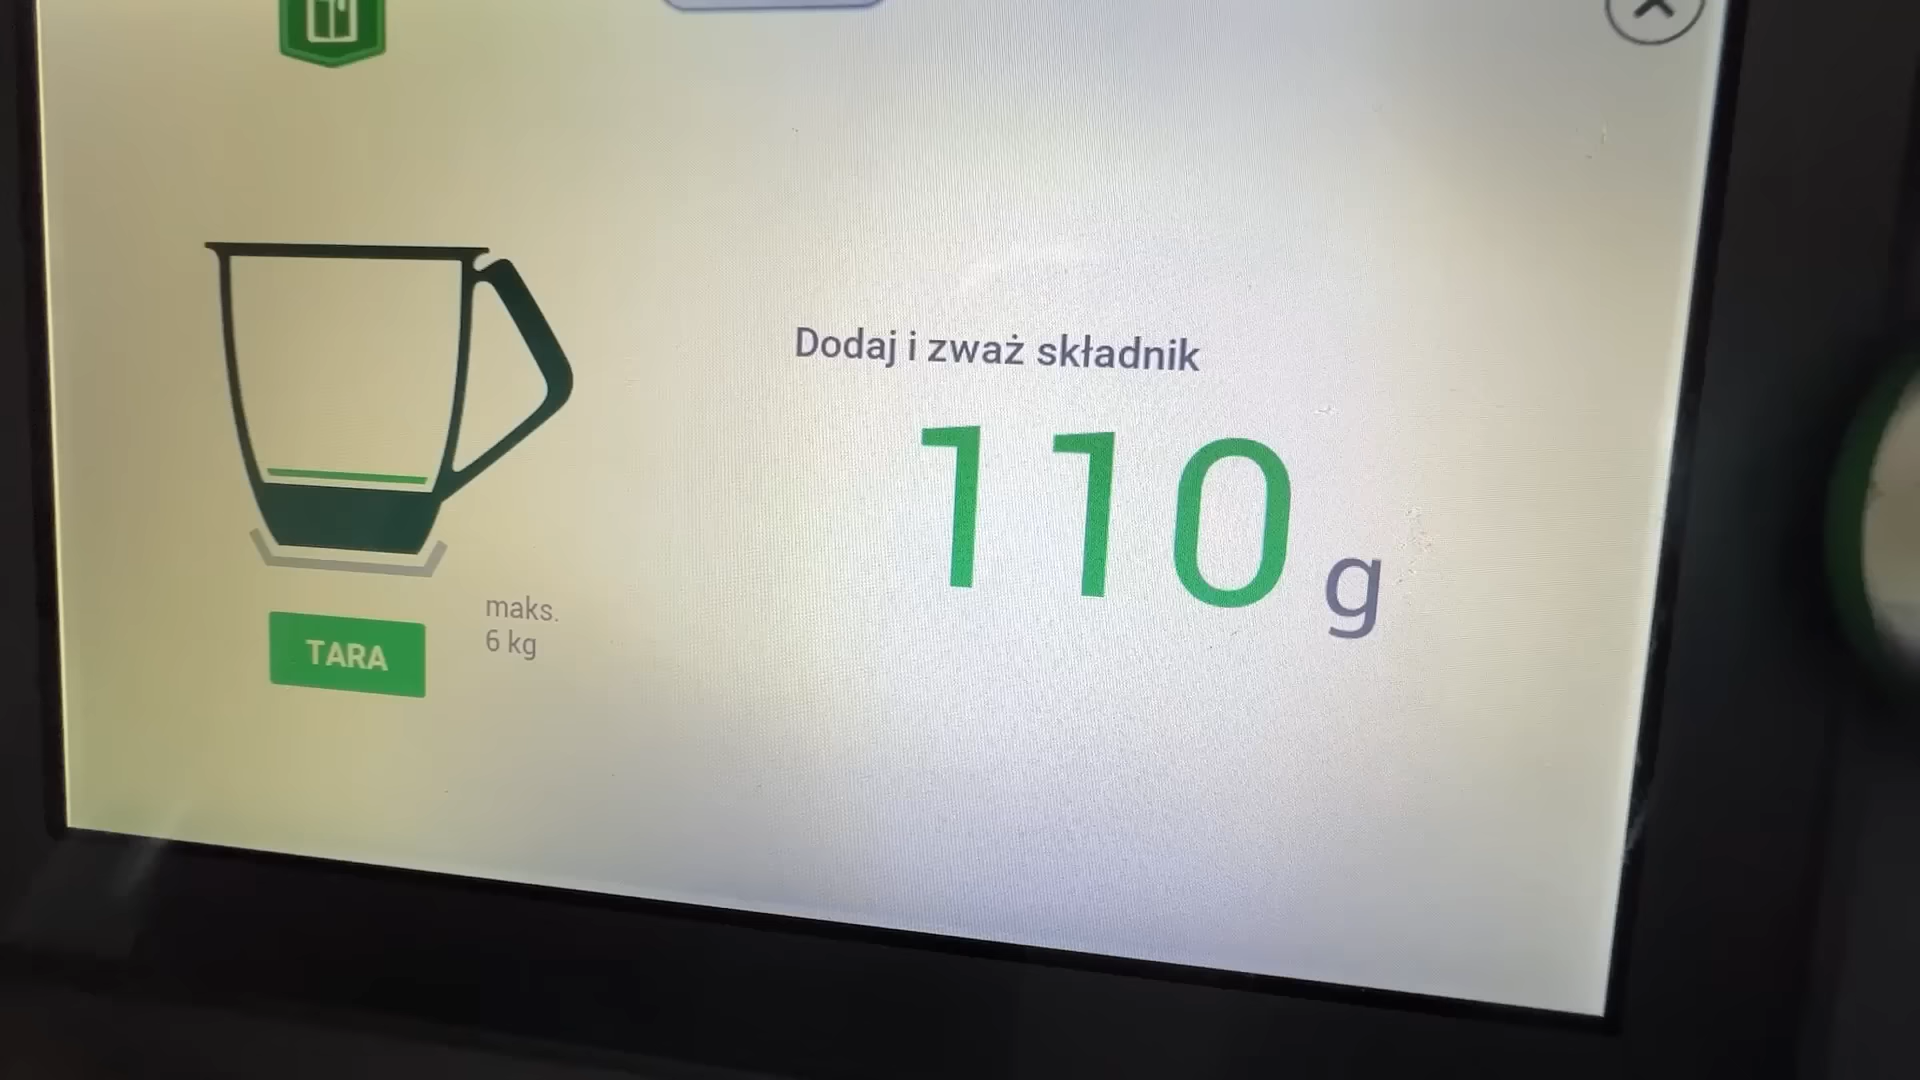 Dodaj i zważ składnik
110 g
maks.
6 kg
TARA